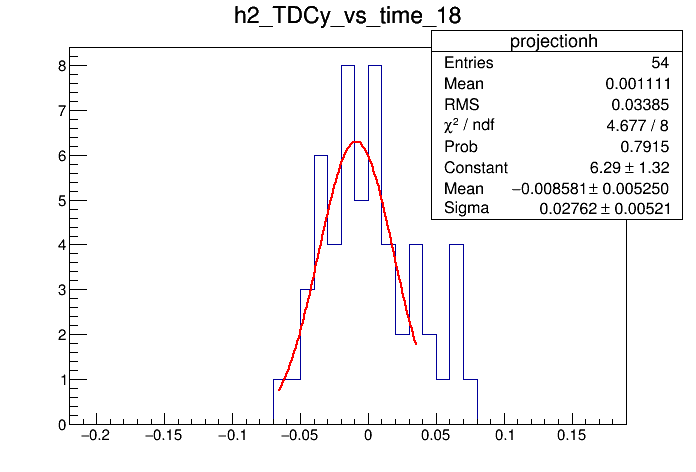 h2_TDCy_vs_time_18
projectionh
Entries 54
Mean 0.001111
RMS 0.03385
χ² / ndf 4.677 / 8
Prob 0.7915
Constant 6.29 ± 1.32
Mean −0.008581 ± 0.005250
Sigma 0.02762 ± 0.00521
8
7
6
5
4
3
2
1
0
−0.2 −0.15 −0.1 −0.05 0 0.05 0.1 0.15